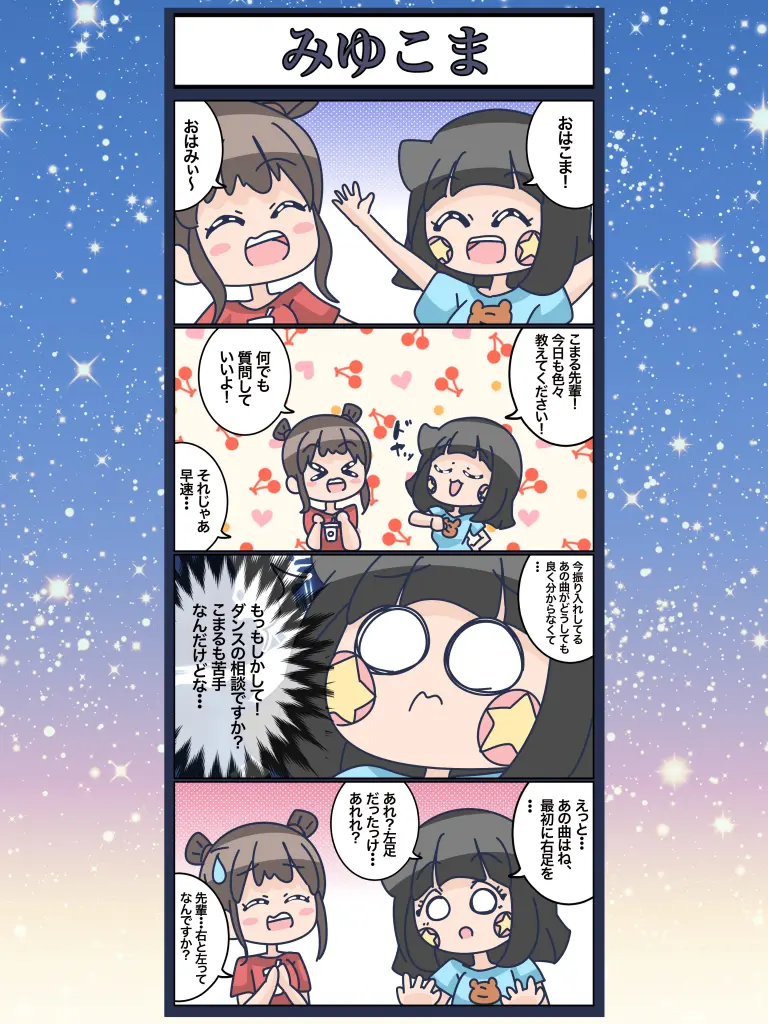 みゆこま
おはこま！
おはみぃ〜
こまる先輩！
今日も色々
教えてください！
何でも
質問して
いいよ！
ドヤッ
それじゃあ
早速…
今振り入れしてる
あの曲がどうしても
良く分からなくて
…
もっもしかして！
ダンスの相談ですか？
こまるも苦手
なんだけどな…
えっと…
あの曲はね、
最初に右足を
…
あれ？左足
だったっけ…
あれれ？
先輩…右と左って
なんですか？